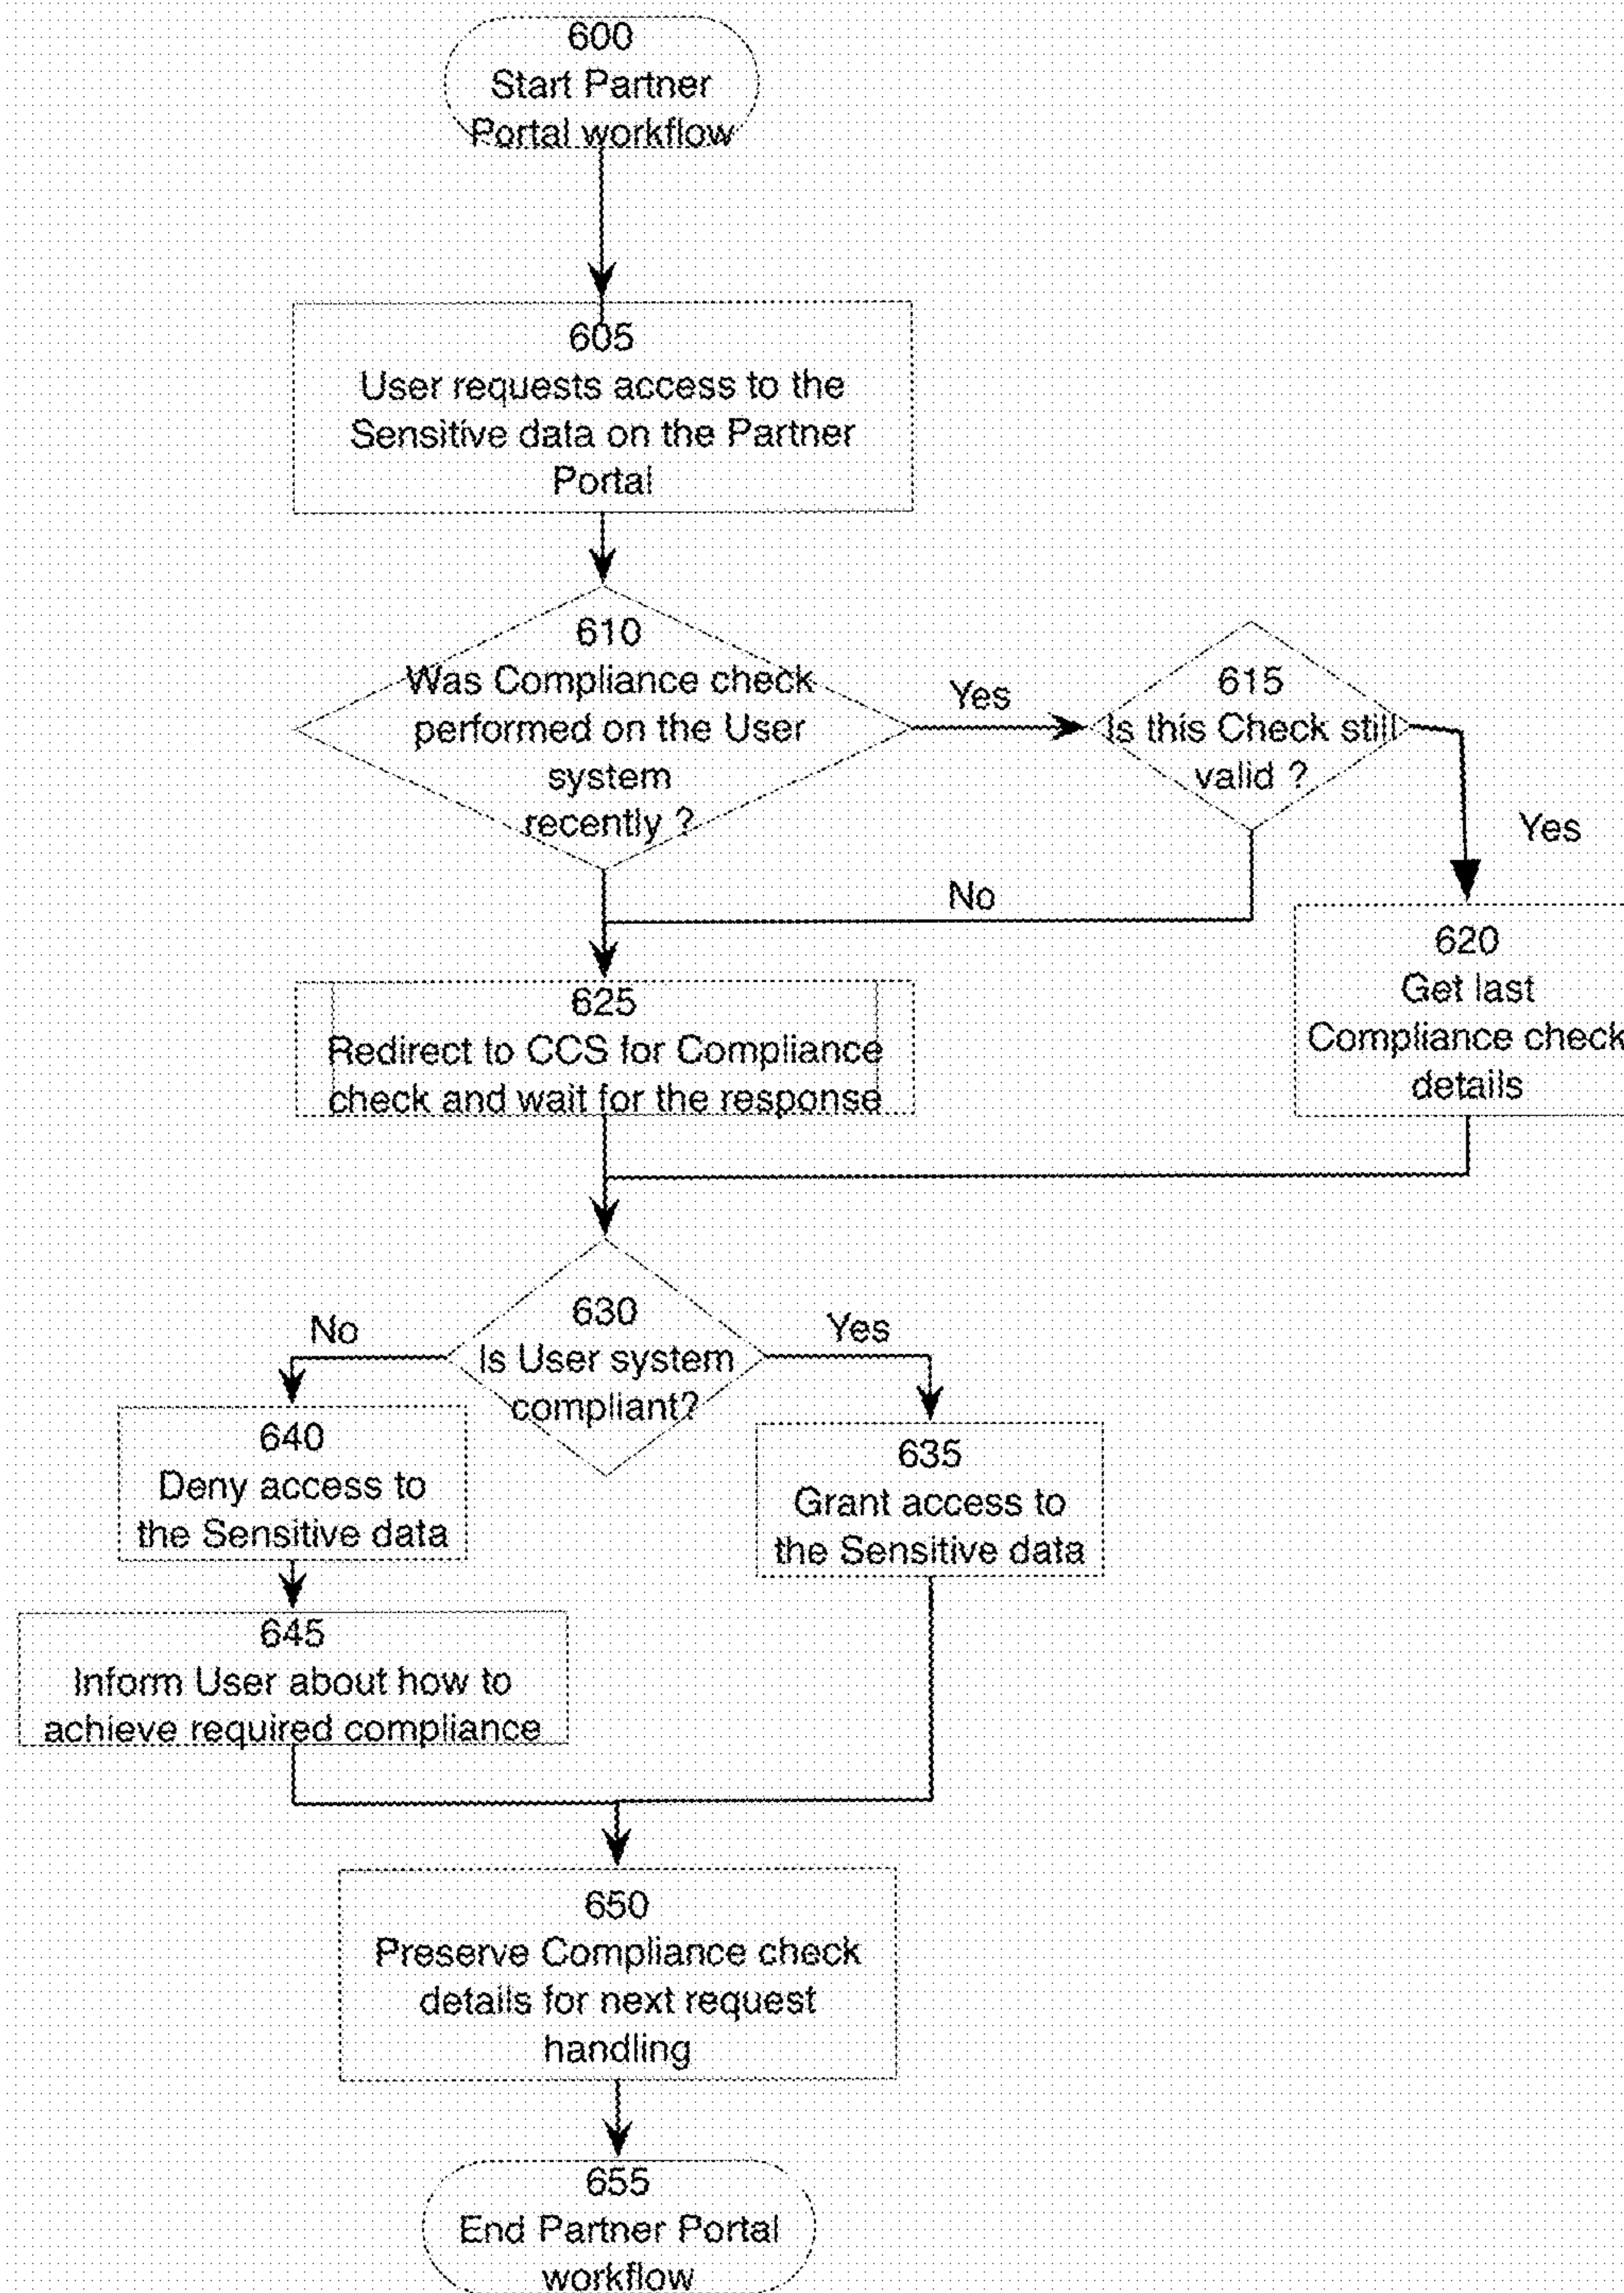 600
Start Partner
Portal workflow
605
User requests access to the
Sensitive data on the Partner
Portal
610
Was Compliance check
performed on the User
system
recently ?
Yes
615
Is this Check still
valid ?
Yes
No
620
Get last
Compliance check
details
625
Redirect to CCS for Compliance
check and wait for the response
630
Is User system
compliant?
No
Yes
640
Deny access to
the Sensitive data
635
Grant access to
the Sensitive data
645
Inform User about how to
achieve required compliance
650
Preserve Compliance check
details for next request
handling
655
End Partner Portal
workflow